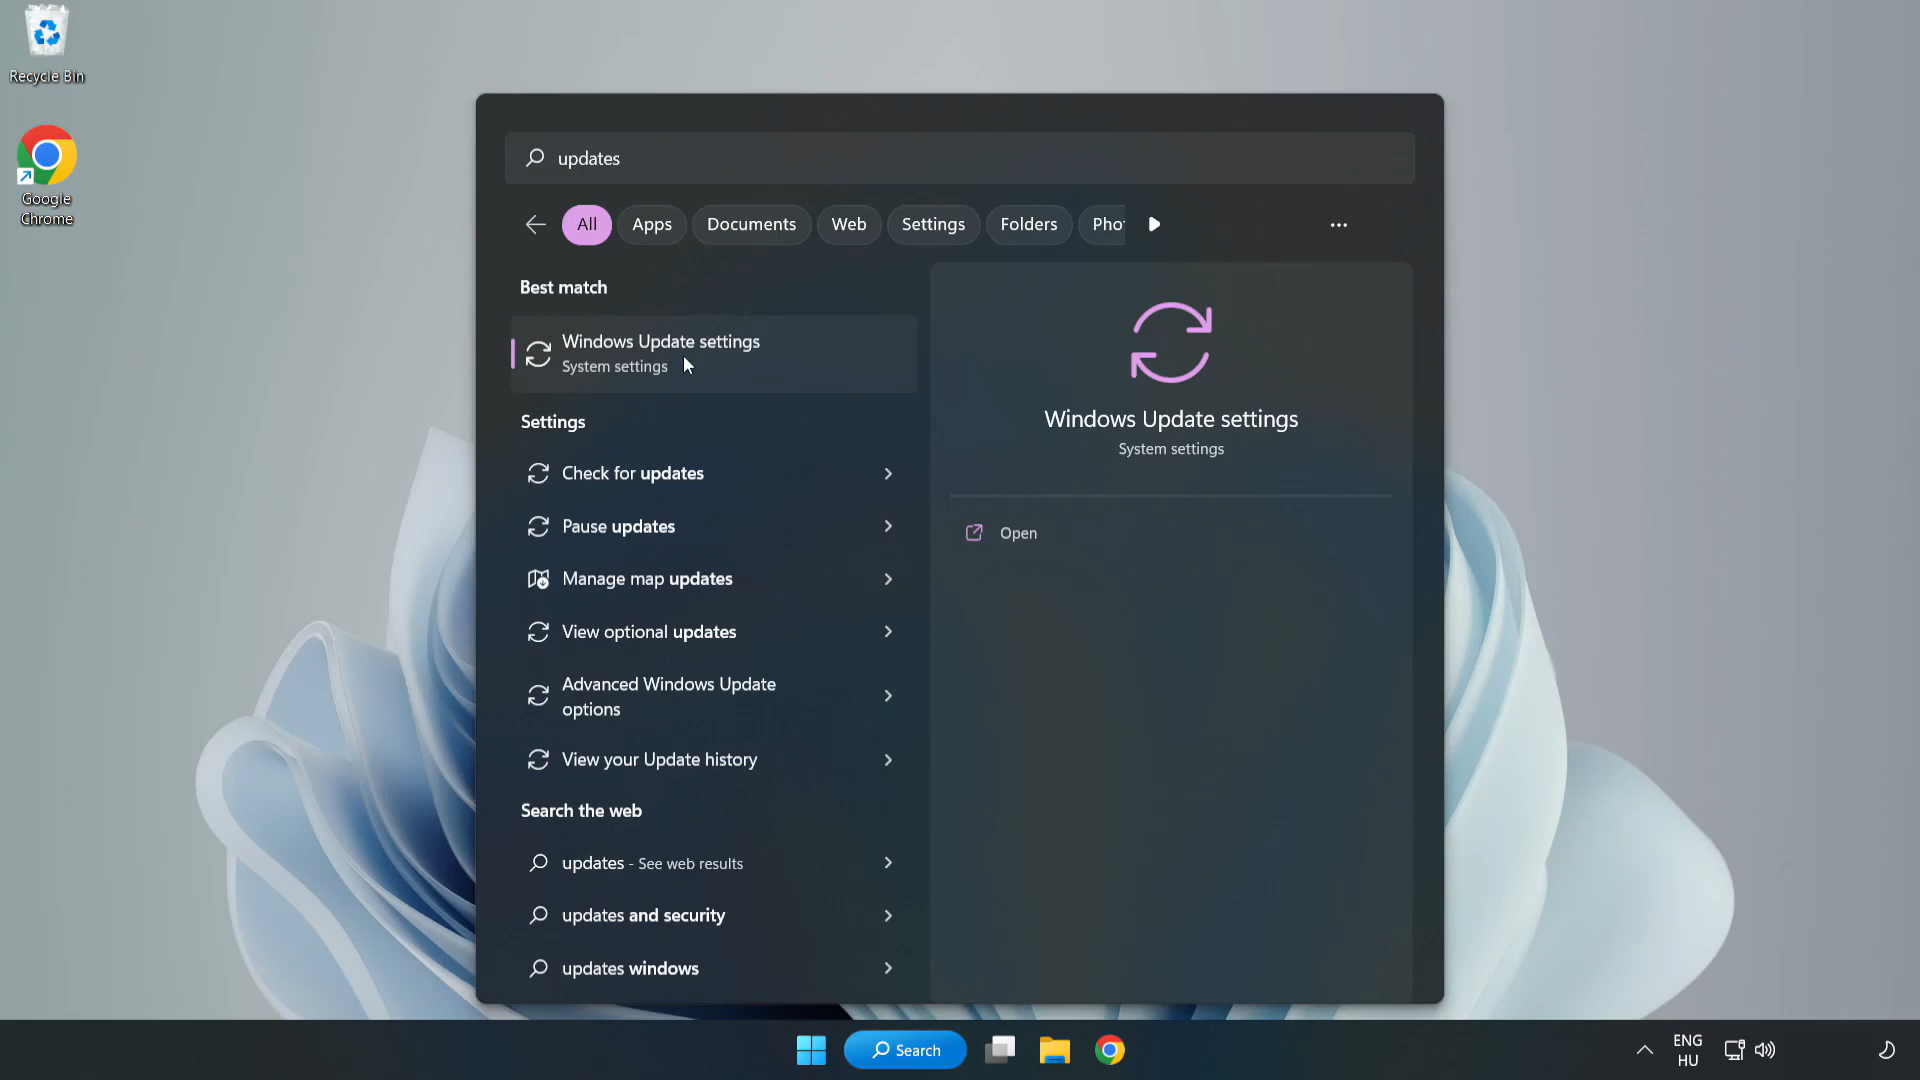 Recycle Bin
Google
Chrome
updates
All
Apps
Documents
Web
Settings
Folders
Best match
Windows Update settings
System settings
Settings
Check for updates
Pause updates
Manage map updates
View optional updates
Advanced Windows Update
options
View your Update history
Search the web
updates - See web results
updates and security
updates windows
Windows Update settings
System settings
Open
Search
ENG
HU